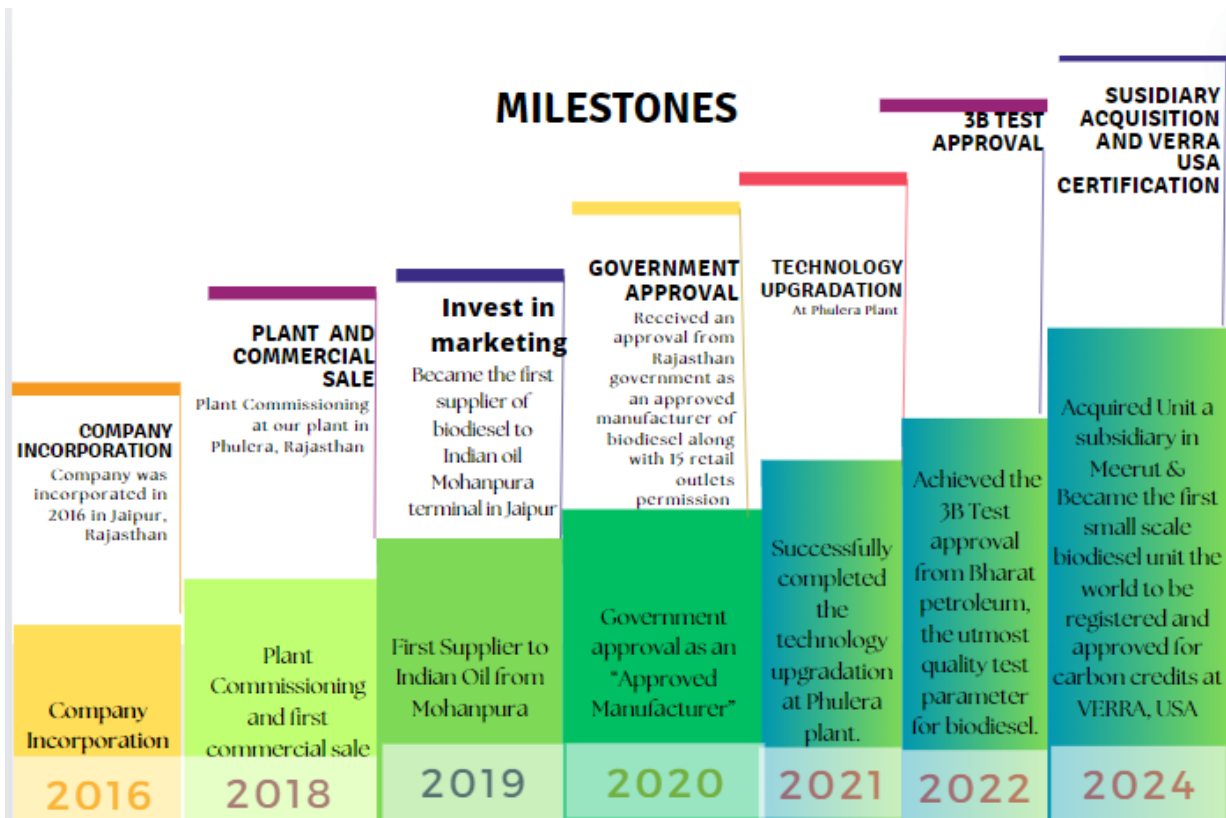 MILESTONES
COMPANY
INCORPORATION
Company was
incorporated in
2016 in Jaipur,
Rajasthan
Company
Incorporation
2016
PLANT AND
COMMERCIAL
SALE
Plant Commissioning
at our plant in
Phulera, Rajasthan
Plant
Commissioning
and first
commercial sale
2018
Invest in
marketing
Became the first
supplier of
biodiesel to
Indian oil
Mohanpura
terminal in Jaipur
First Supplier to
Indian Oil from
Mohanpura
2019
GOVERNMENT
APPROVAL
Received an
approval from
Rajasthan
government as
an approved
manufacturer of
biodiesel along
with 15 retail
outlets
permission
Government
approval as an
"Approved
Manufacturer"
2020
TECHNOLOGY
UPGRADATION
At Phulera Plant
Successfully
completed
the
technology
upgradation
at Phulera
plant.
2021
3B TEST
APPROVAL
Achieved the
3B Test
approval
from Bharat
petroleum,
the utmost
quality test
parameter
for biodiesel.
2022
SUSIDIARY
ACQUISITION
AND VERRA
USA
CERTIFICATION
Acquired Unit a
subsidiary in
Meerut &
Became the first
small scale
biodiesel unit the
world to be
registered and
approved for
carbon credits at
VERRA, USA
2024